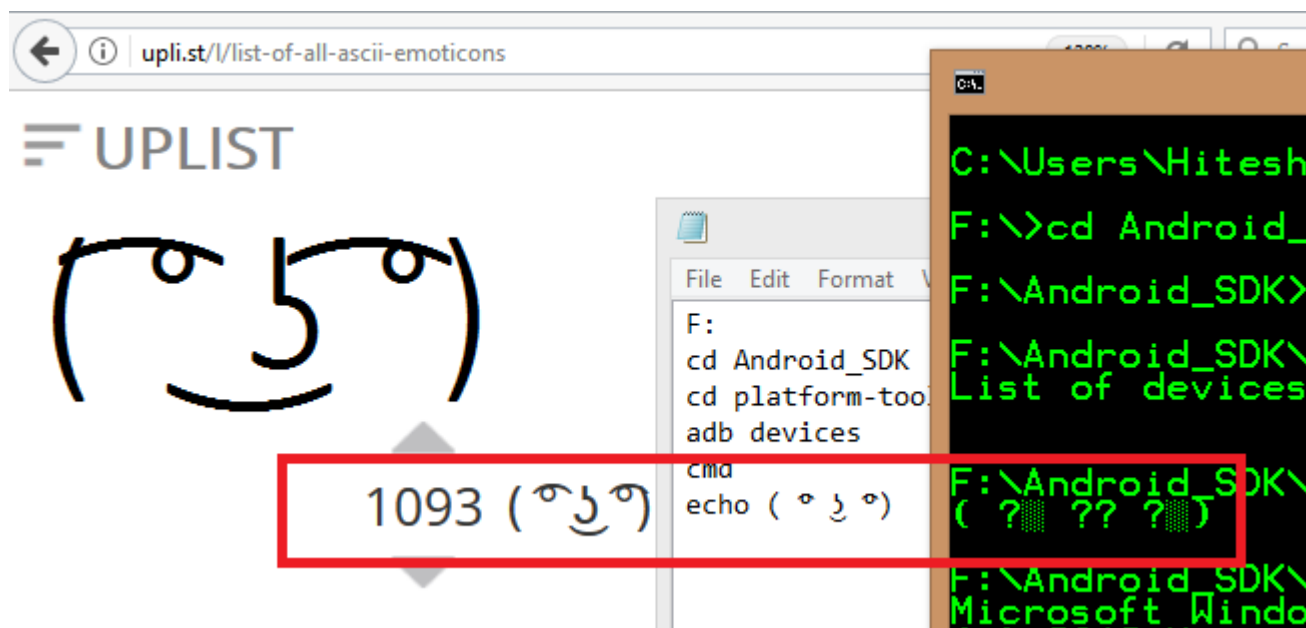 upli.st/l/list-of-all-ascii-emoticons
UPLIST
( ͡° ͜ʖ ͡°)
1093 ( ͡° ͜ʖ ͡°)
File Edit Format
F:
cd Android_SDK
cd platform-too
adb devices
cmd
echo ( ͡° ͜ʖ ͡°)
C:\Users\Hitesh
F:\>cd Android_
F:\Android_SDK>
F:\Android_SDK\
List of devices
F:\Android_SDK\
( ?▒ ?? ?▒)
F:\Android_SDK\
Microsoft Windo